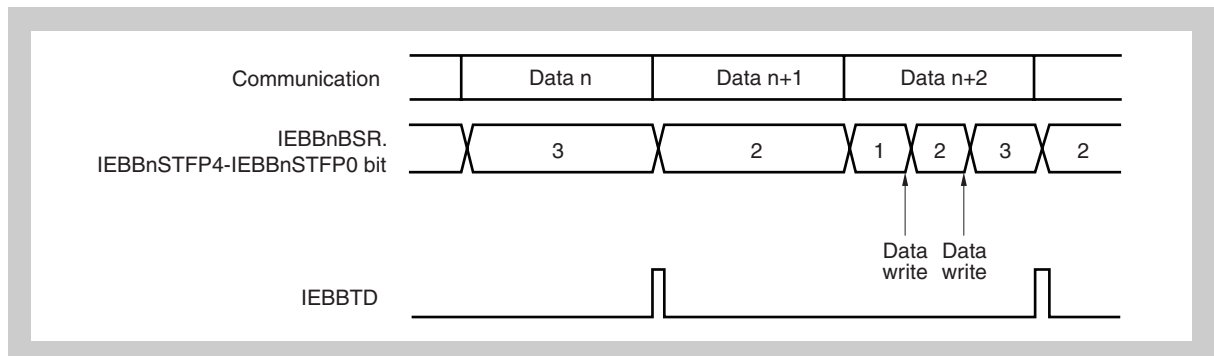 Communication
Data n
Data n+1
Data n+2
IEBBnBSR.
IEBBnSTFP4-IEBBnSTFP0 bit
3
2
1
2
3
2
Data Data
write write
IEBBTD